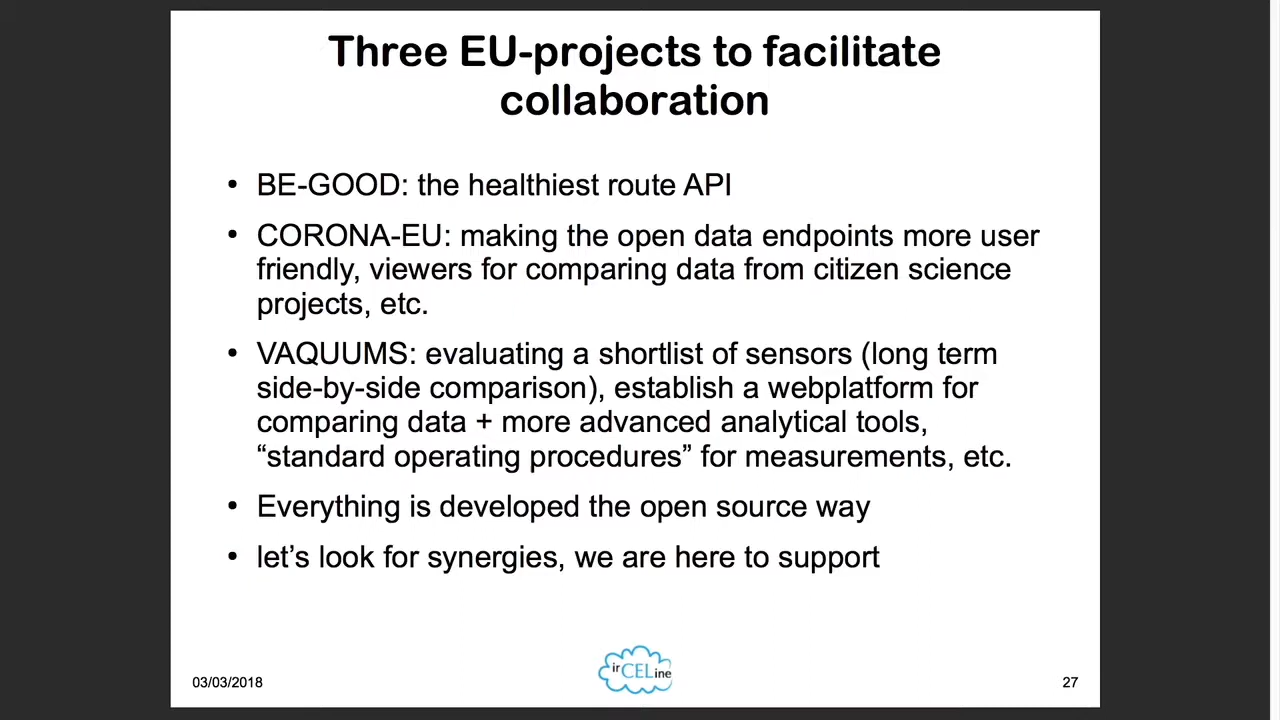 Three EU-projects to facilitate
collaboration
• BE-GOOD: the healthiest route API
• CORONA-EU: making the open data endpoints more user
friendly, viewers for comparing data from citizen science
projects, etc.
• VAQUUMS: evaluating a shortlist of sensors (long term
side-by-side comparison), establish a webplatform for
comparing data + more advanced analytical tools,
“standard operating procedures” for measurements, etc.
• Everything is developed the open source way
• let’s look for synergies, we are here to support
03/03/2018
irCELine
27